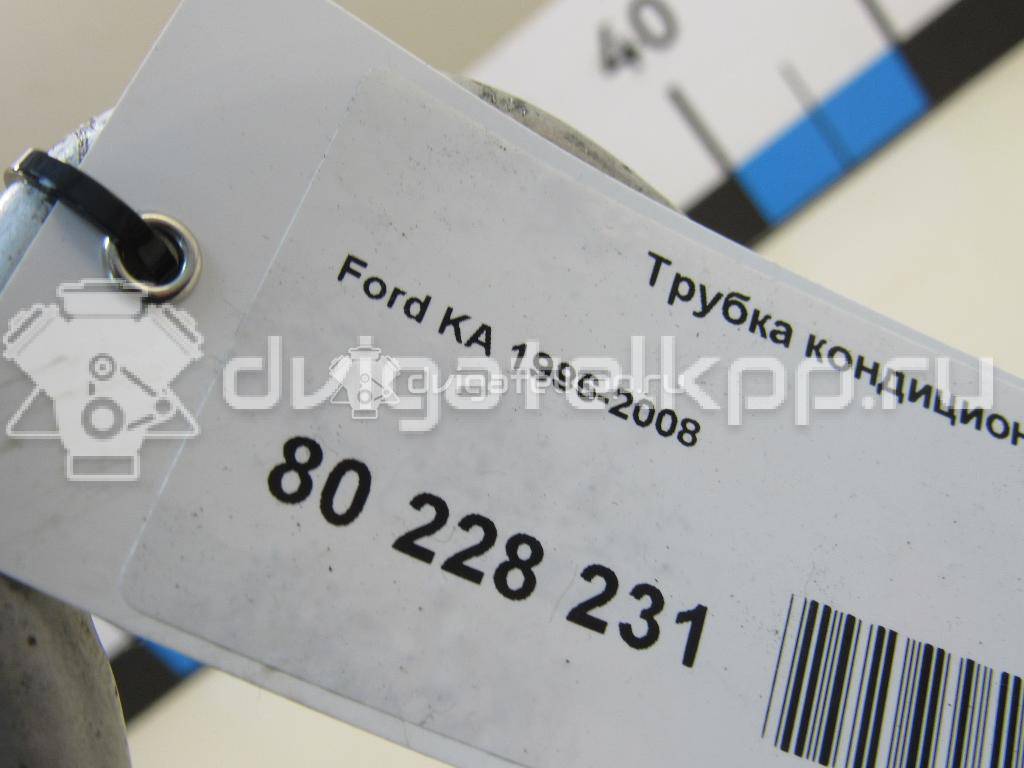 40
Трубка кондицион
Ford KA 1996-2008
80 228 231
dvigatelkpp.ru